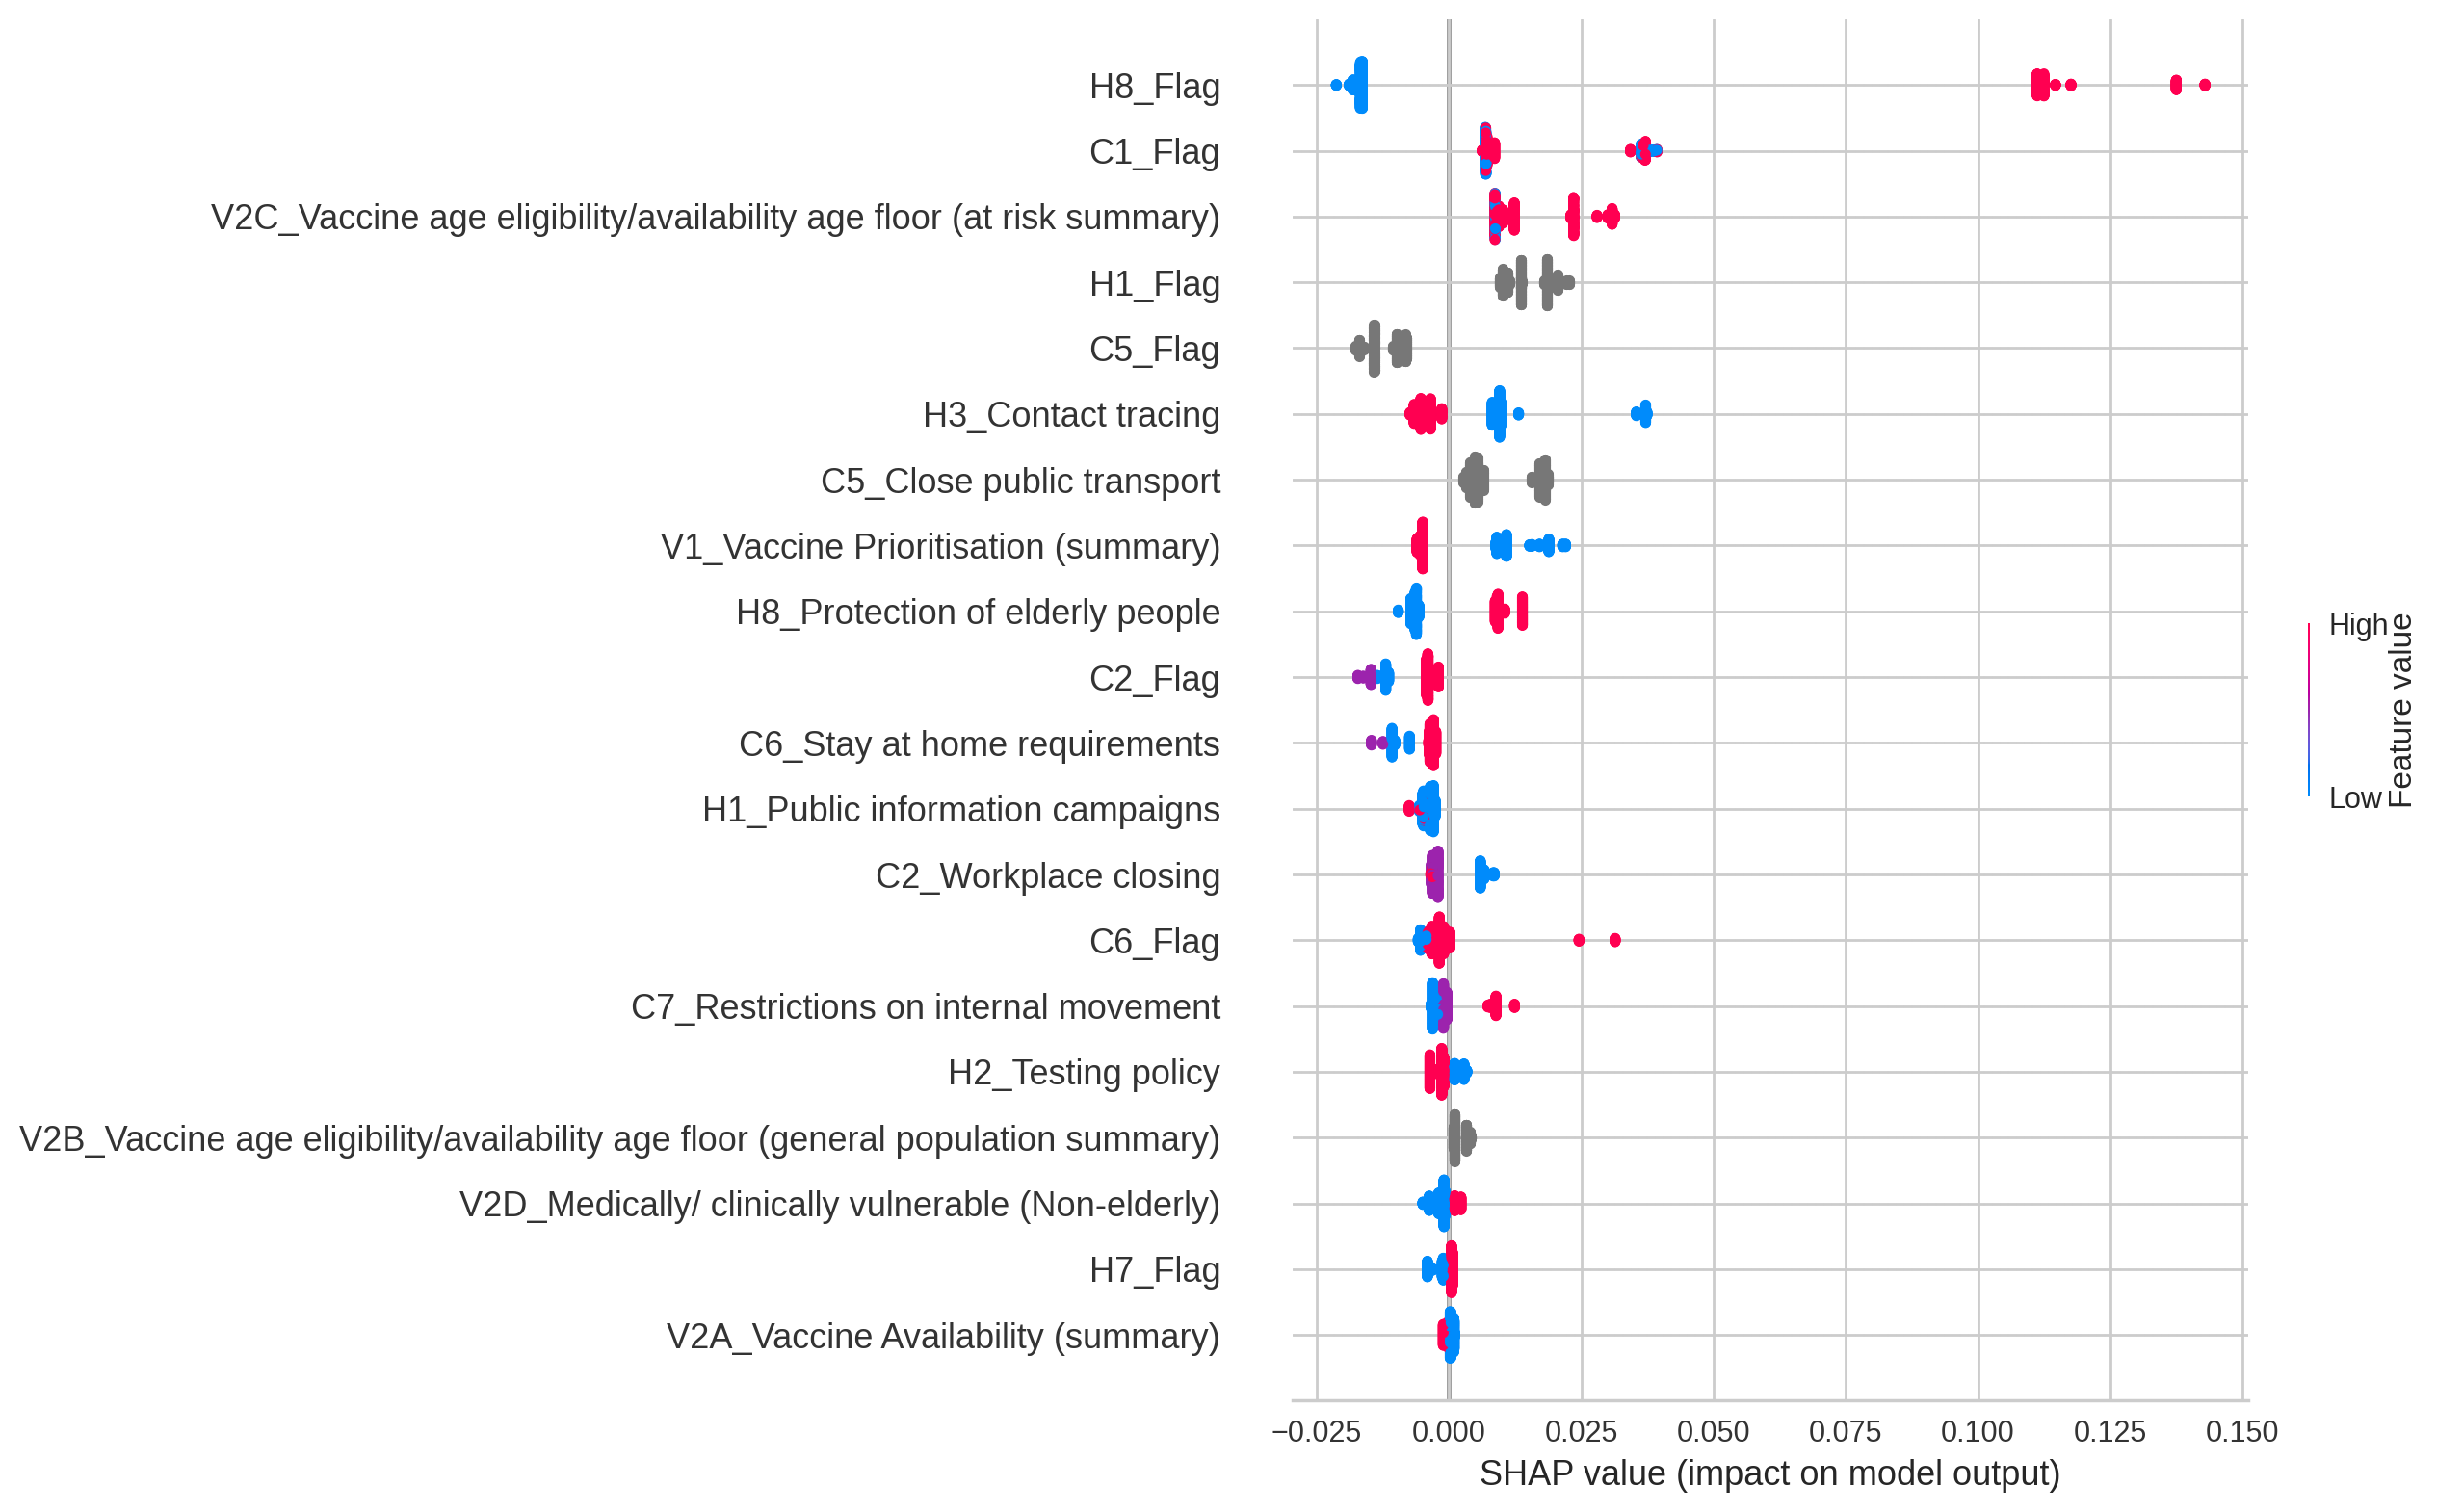 H8_Flag
C1_Flag
V2C_Vaccine age eligibility/availability age floor (at risk summary)
H1_Flag
C5_Flag
H3_Contact tracing
C5_Close public transport
V1_Vaccine Prioritisation (summary)
H8_Protection of elderly people
C2_Flag
C6_Stay at home requirements
H1_Public information campaigns
C2_Workplace closing
C6_Flag
C7_Restrictions on internal movement
H2_Testing policy
V2B_Vaccine age eligibility/availability age floor (general population summary)
V2D_Medically/ clinically vulnerable (Non-elderly)
H7_Flag
V2A_Vaccine Availability (summary)
−0.025 0.000 0.025 0.050 0.075 0.100 0.125 0.150
SHAP value (impact on model output)
High
Low
Feature value